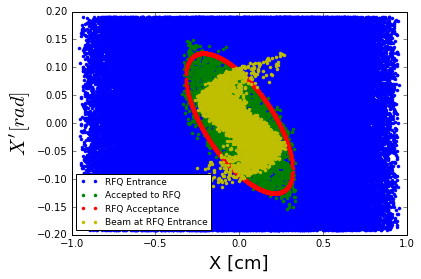 0.20
0.15
0.10
0.05
0.00
−0.05
−0.10
−0.15
−0.20
X′[rad]
RFQ Entrance
Accepted to RFQ
RFQ Acceptance
Beam at RFQ Entrance
−1.0 −0.5 0.0 0.5 1.0
X [cm]